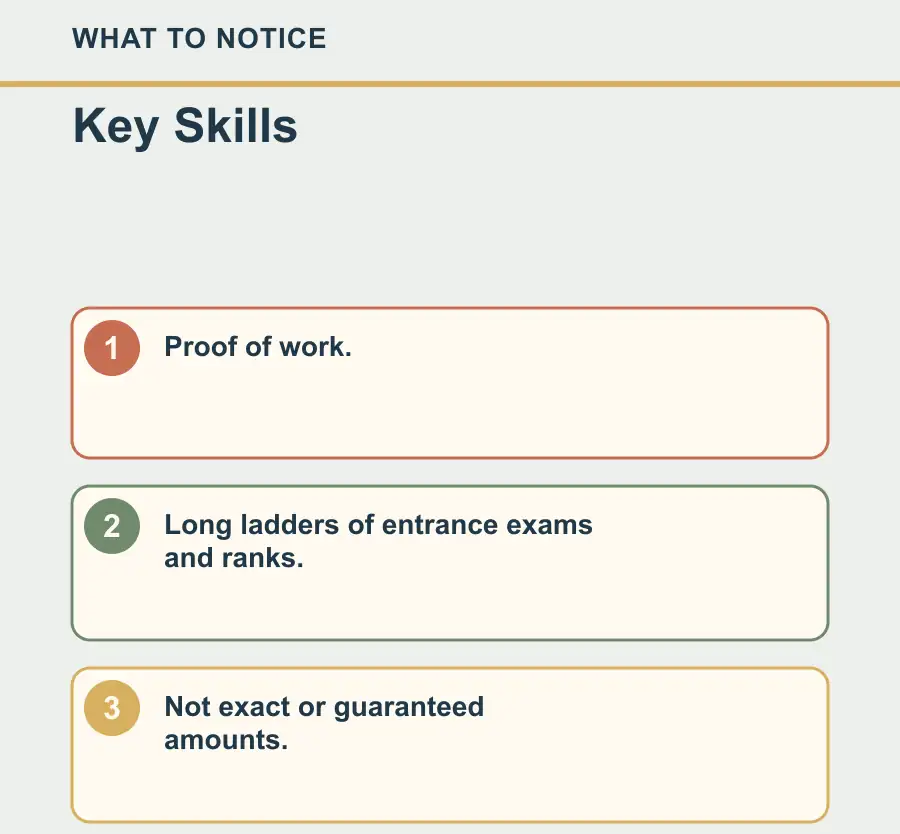 WHAT TO NOTICE
Key Skills
1
Proof of work.
2
Long ladders of entrance exams
and ranks.
3
Not exact or guaranteed
amounts.